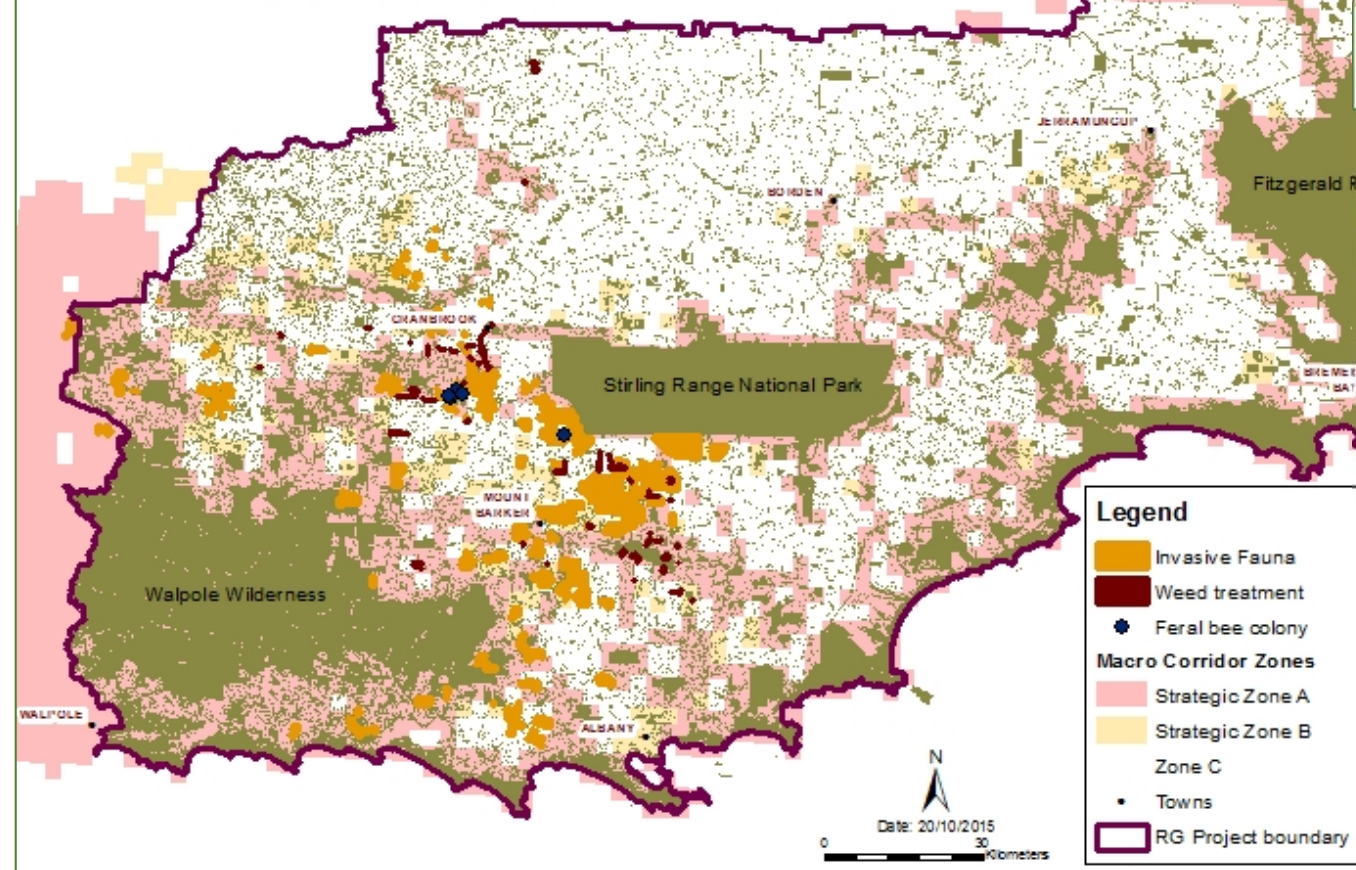 JERRAMUNGUP
BORDEN
Fitzgerald R
CRANBROOK
Stirling Range National Park
BREMER
BA
MOUNT
BARKER
Walpole Wilderness
WALPOLE
ALBANY
N
Date: 20/10/2015
0 30
Kilometers
Legend
Invasive Fauna
Weed treatment
Feral bee colony
Macro Corridor Zones
Strategic Zone A
Strategic Zone B
Zone C
Towns
RG Project boundary